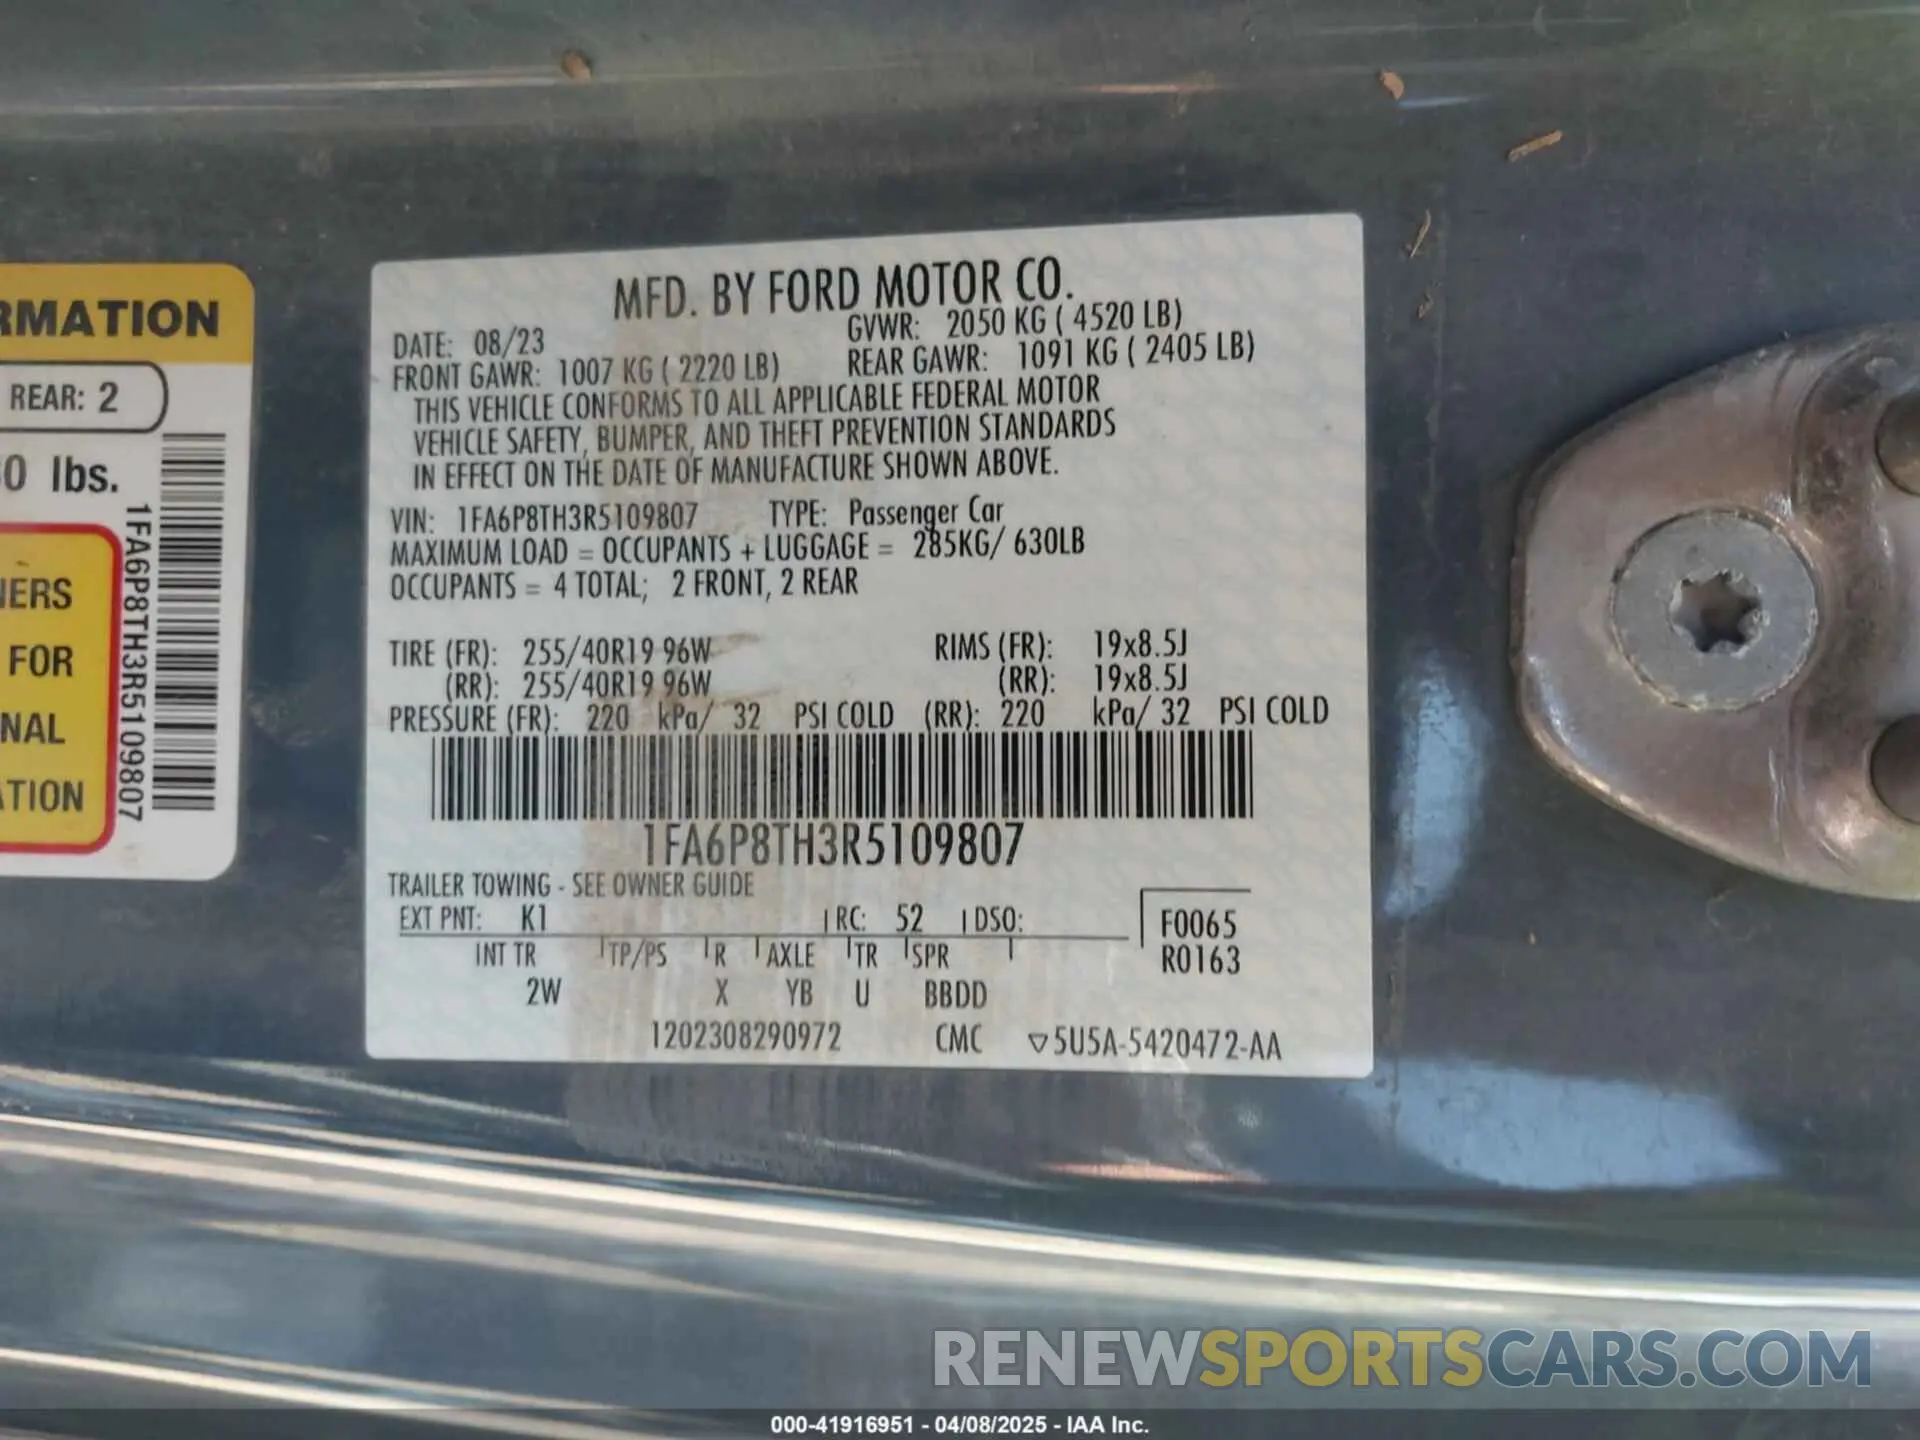 RMATION
REAR: 2
0 lbs.
1FA6P8TH3R5109807
NERS
FOR
NAL
ATION
MFD. BY FORD MOTOR CO.
DATE: 08/23 GVWR: 2050 KG ( 4520 LB)
FRONT GAWR: 1007 KG ( 2220 LB) REAR GAWR: 1091 KG ( 2405 LB)
THIS VEHICLE CONFORMS TO ALL APPLICABLE FEDERAL MOTOR
VEHICLE SAFETY, BUMPER, AND THEFT PREVENTION STANDARDS
IN EFFECT ON THE DATE OF MANUFACTURE SHOWN ABOVE.
VIN: 1FA6P8TH3R5109807 TYPE: Passenger Car
MAXIMUM LOAD = OCCUPANTS + LUGGAGE = 285KG/ 630LB
OCCUPANTS = 4 TOTAL; 2 FRONT, 2 REAR
TIRE (FR): 255/40R19 96W RIMS (FR): 19x8.5J
(RR): 255/40R19 96W (RR): 19x8.5J
PRESSURE (FR): 220 kPa/ 32 PSI COLD (RR): 220 kPa/ 32 PSI COLD
1FA6P8TH3R5109807
TRAILER TOWING - SEE OWNER GUIDE
EXT PNT: K1 RC: 52 DSO: F0065
INT TR TP/PS R AXLE TR SPR R0163
2W X YB U BBDD
1202308290972 CMC ▽5U5A-5420472-AA
RENEWSPORTSCARS.COM
000-41916951 - 04/08/2025 - IAA Inc.